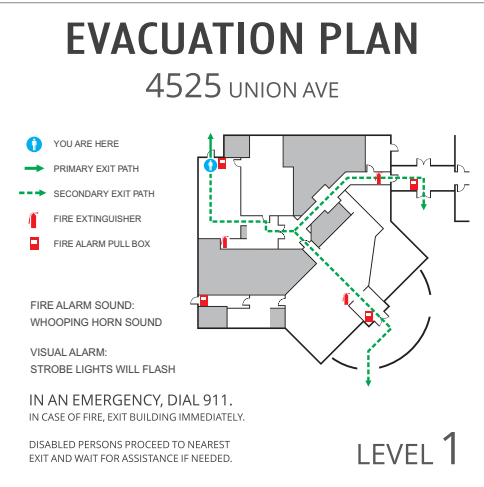 EVACUATION PLAN
4525 UNION AVE
YOU ARE HERE
PRIMARY EXIT PATH
SECONDARY EXIT PATH
FIRE EXTINGUISHER
FIRE ALARM PULL BOX
FIRE ALARM SOUND:
WHOOPING HORN SOUND
VISUAL ALARM:
STROBE LIGHTS WILL FLASH
IN AN EMERGENCY, DIAL 911.
IN CASE OF FIRE, EXIT BUILDING IMMEDIATELY.
DISABLED PERSONS PROCEED TO NEAREST
EXIT AND WAIT FOR ASSISTANCE IF NEEDED.
LEVEL 1